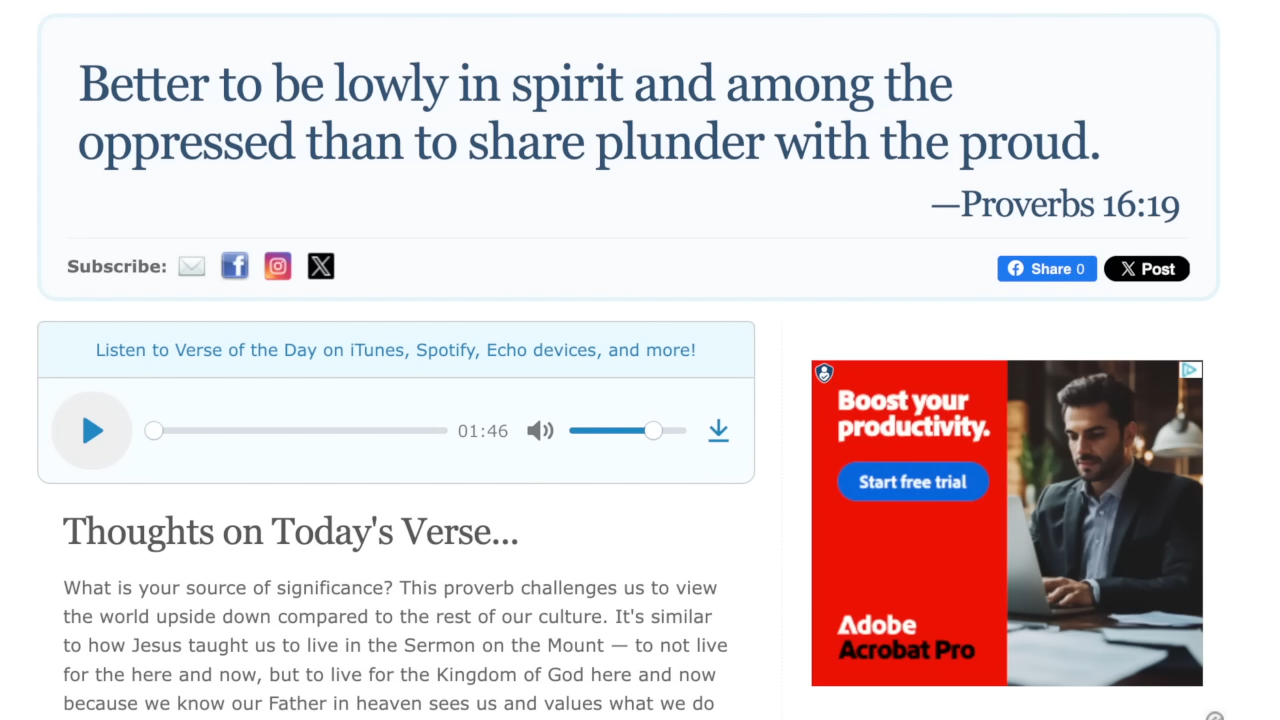 Better to be lowly in spirit and among the
oppressed than to share plunder with the proud.
—Proverbs 16:19
Subscribe:
Share 0
Post
Listen to Verse of the Day on iTunes, Spotify, Echo devices, and more!
01:46
Thoughts on Today's Verse...
What is your source of significance? This proverb challenges us to view
the world upside down compared to the rest of our culture. It's similar
to how Jesus taught us to live in the Sermon on the Mount — to not live
for the here and now, but to live for the Kingdom of God here and now
because we know our Father in heaven sees us and values what we do
Boost your
productivity.
Start free trial
Adobe
Acrobat Pro